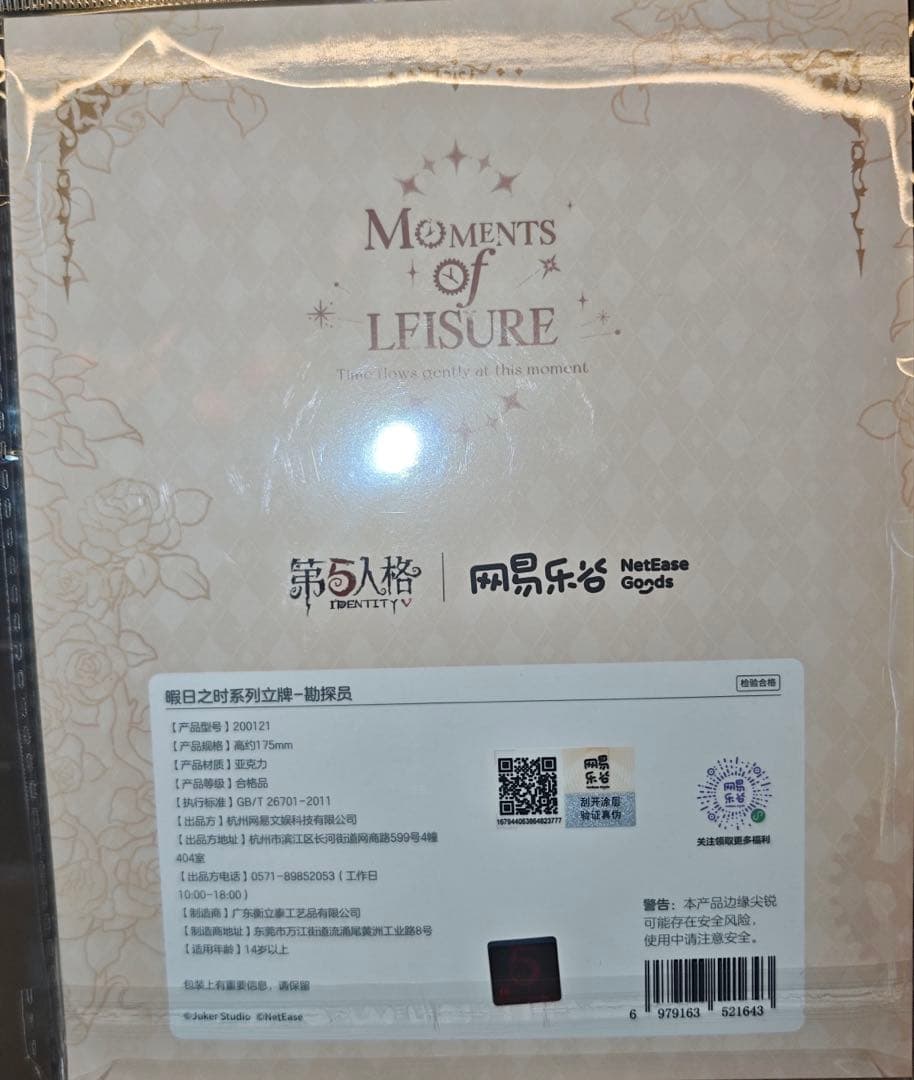 MOMENTS
of
LEISURE
Time flows gently at this moment
第5人格
IDENTITY V
网易乐谷 NetEase Goods
暇日之时系列立牌-勘探员
检验合格
【产品型号】200121
【产品规格】高约175mm
【产品材质】亚克力
【产品等级】合格品
【执行标准】GB/T 26701-2011
【出品方】杭州网易文娱科技有限公司
【出品方地址】杭州市滨江区长河街道网商路599号4幢
404室
【出品方电话】0571-89852053（工作日
10:00-18:00）
【制造商】广东衡立泰工艺品有限公司
【制造商地址】东莞市万江街道流涌尾黄洲工业路8号
【适用年龄】14岁以上
包装上有重要信息，请保留
©Joker Studio ©NetEase
网易
乐谷
刮开涂层
验证真伪
1679440638648237777
网易
乐谷
关注领取更多福利
警告：本产品边缘尖锐
可能存在安全风险，
使用中请注意安全。
6 979163 521643